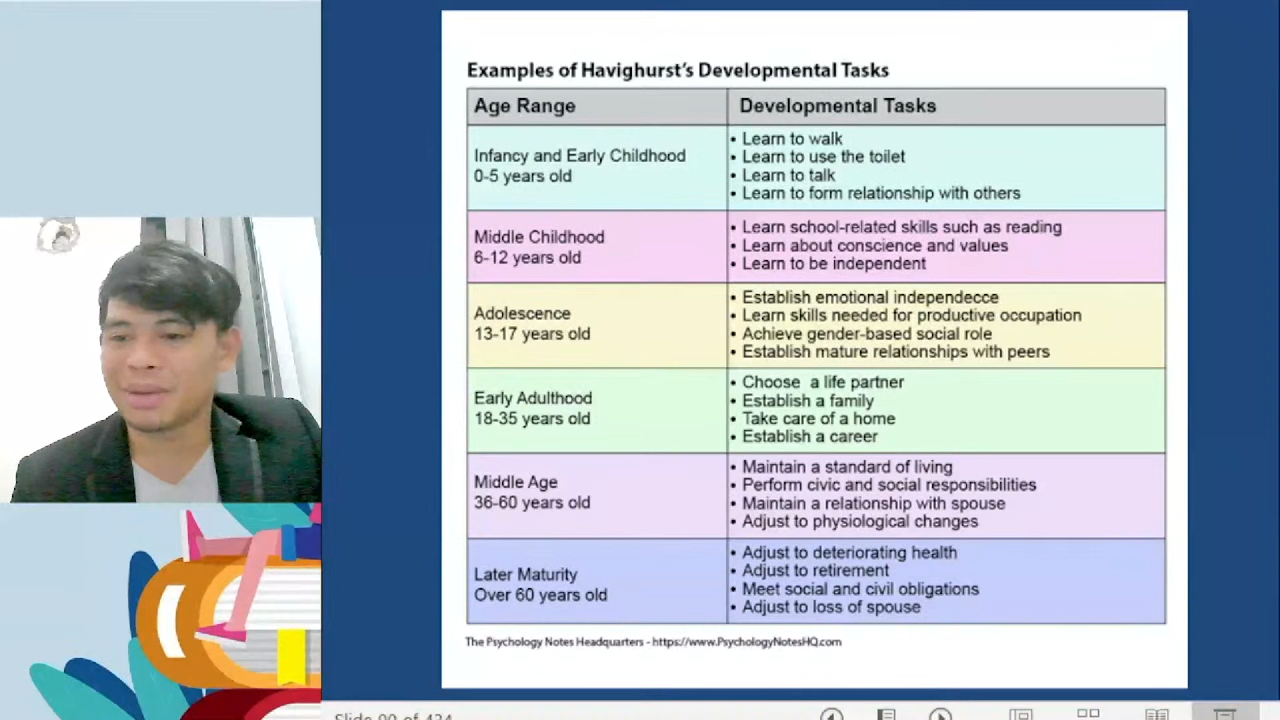 Examples of Havighurst's Developmental Tasks
Age Range
Developmental Tasks
Infancy and Early Childhood
0-5 years old
• Learn to walk
• Learn to use the toilet
• Learn to talk
• Learn to form relationship with others
Middle Childhood
6-12 years old
• Learn school-related skills such as reading
• Learn about conscience and values
• Learn to be independent
Adolescence
13-17 years old
• Establish emotional independecce
• Learn skills needed for productive occupation
• Achieve gender-based social role
• Establish mature relationships with peers
Early Adulthood
18-35 years old
• Choose a life partner
• Establish a family
• Take care of a home
• Establish a career
Middle Age
36-60 years old
• Maintain a standard of living
• Perform civic and social responsibilities
• Maintain a relationship with spouse
• Adjust to physiological changes
Later Maturity
Over 60 years old
• Adjust to deteriorating health
• Adjust to retirement
• Meet social and civil obligations
• Adjust to loss of spouse
The Psychology Notes Headquarters - https://www.PsychologyNotesHQ.com
Slide of